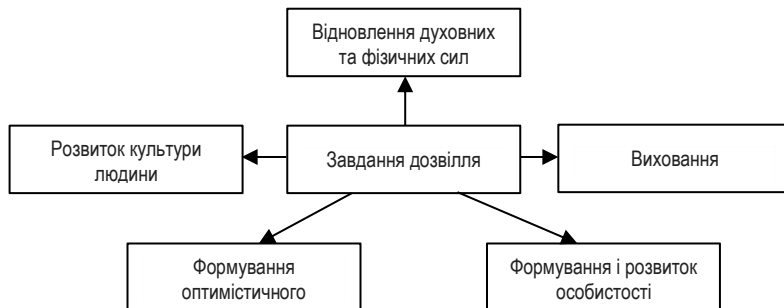 Відновлення духовних
та фізичних сил
Розвиток культури
людини
Завдання дозвілля
Виховання
Формування
оптимістичного
Формування і розвиток
особистості